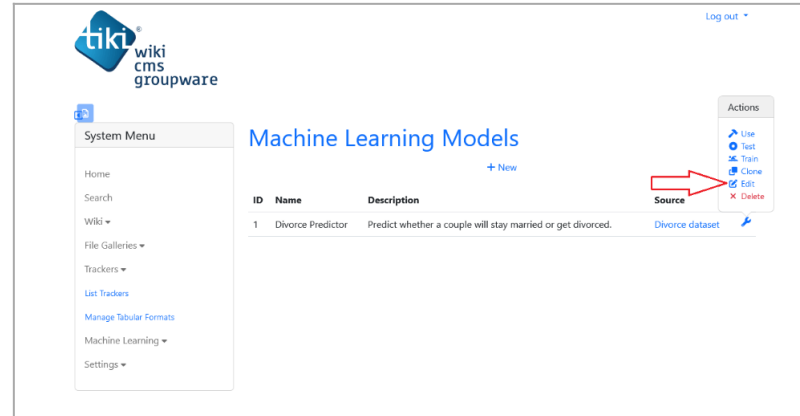 Log out
tiki
®
wiki
cms
groupware
System Menu
Home
Search
Wiki
File Galleries
Trackers
List Trackers
Manage Tabular Formats
Machine Learning
Settings
Machine Learning Models
+ New
ID Name Description Source
1 Divorce Predictor Predict whether a couple will stay married or get divorced. Divorce dataset
Actions
Use
Test
Train
Clone
Edit
Delete